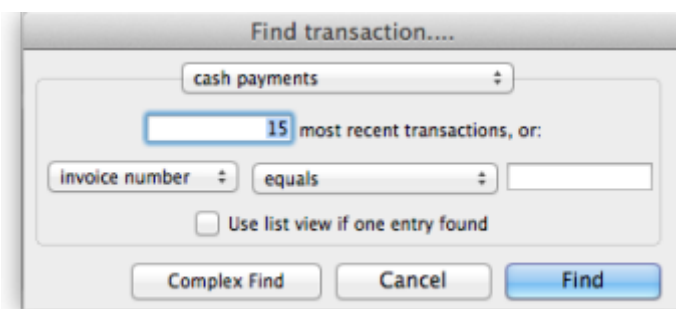 Find transaction....
cash payments
15 most recent transactions, or:
invoice number equals
Use list view if one entry found
Complex Find Cancel Find